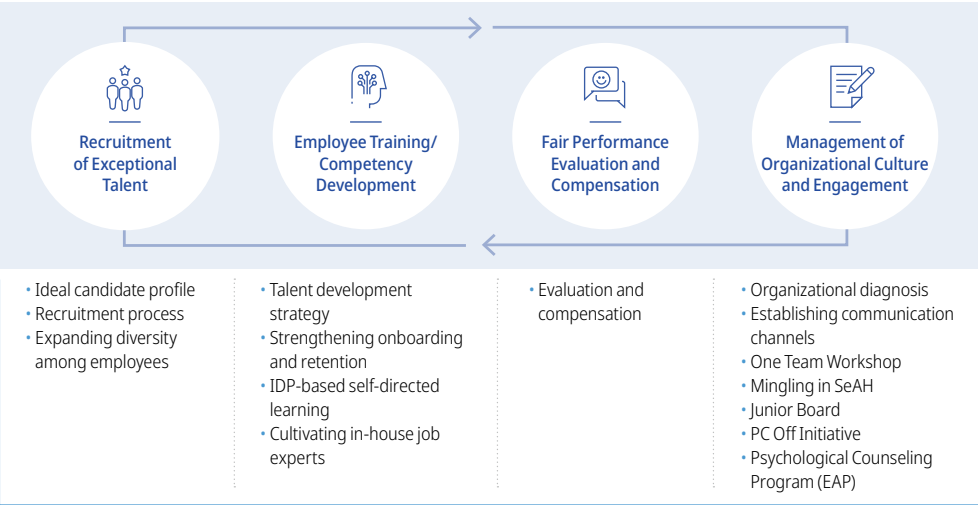 Recruitment
of Exceptional
Talent
Employee Training/
Competency
Development
Fair Performance
Evaluation and
Compensation
Management of
Organizational Culture
and Engagement
• Ideal candidate profile
• Recruitment process
• Expanding diversity
among employees
• Talent development
strategy
• Strengthening onboarding
and retention
• IDP-based self-directed
learning
• Cultivating in-house job
experts
• Evaluation and
compensation
• Organizational diagnosis
• Establishing communication
channels
• One Team Workshop
• Mingling in SeAH
• Junior Board
• PC Off Initiative
• Psychological Counseling
Program (EAP)